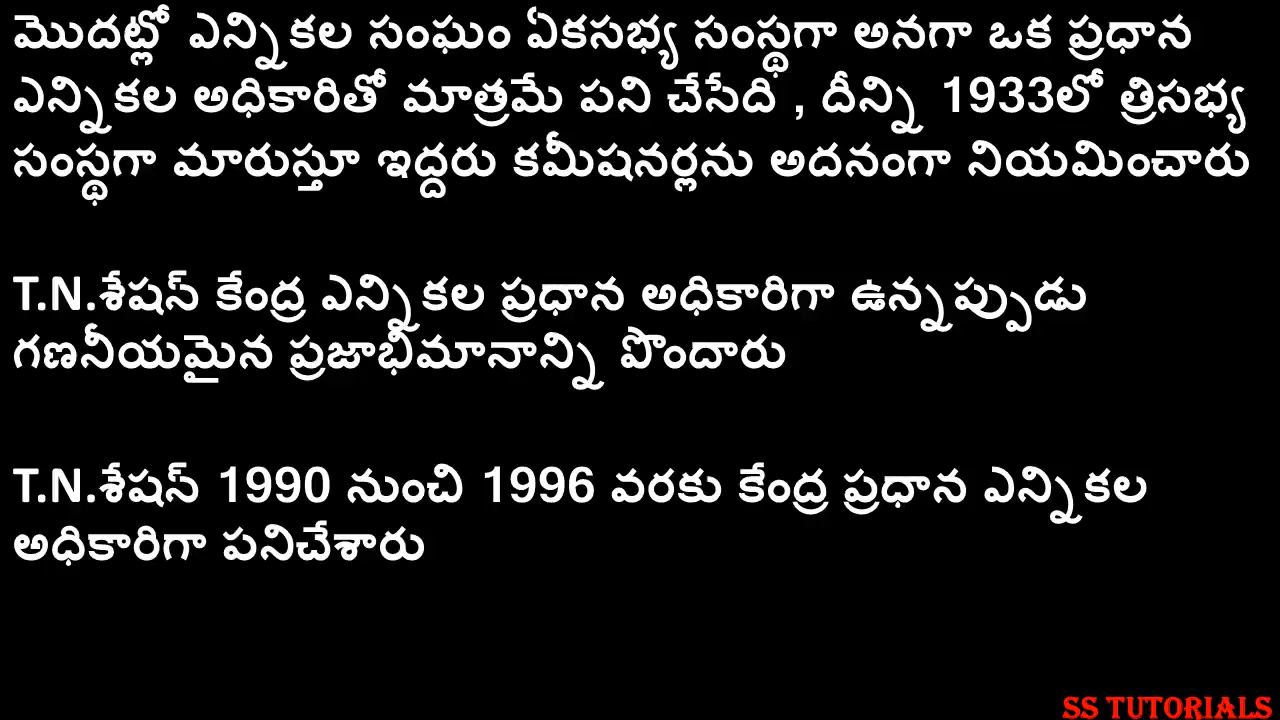 మొదట్లో ఎన్నికల సంఘం ఏకసభ్య సంస్థగా అనగా ఒక ప్రధాన
ఎన్నికల అధికారితో మాత్రమే పని చేసేది , దీన్ని 1933లో త్రిసభ్య
సంస్థగా మారుస్తూ ఇద్దరు కమీషనర్లను అదనంగా నియమించారు
T.N.శేషన్ కేంద్ర ఎన్నికల ప్రధాన అధికారిగా ఉన్నప్పుడు
గణనీయమైన ప్రజాభిమానాన్ని పొందారు
T.N.శేషన్ 1990 నుంచి 1996 వరకు కేంద్ర ప్రధాన ఎన్నికల
అధికారిగా పనిచేశారు
SS TUTORIALS